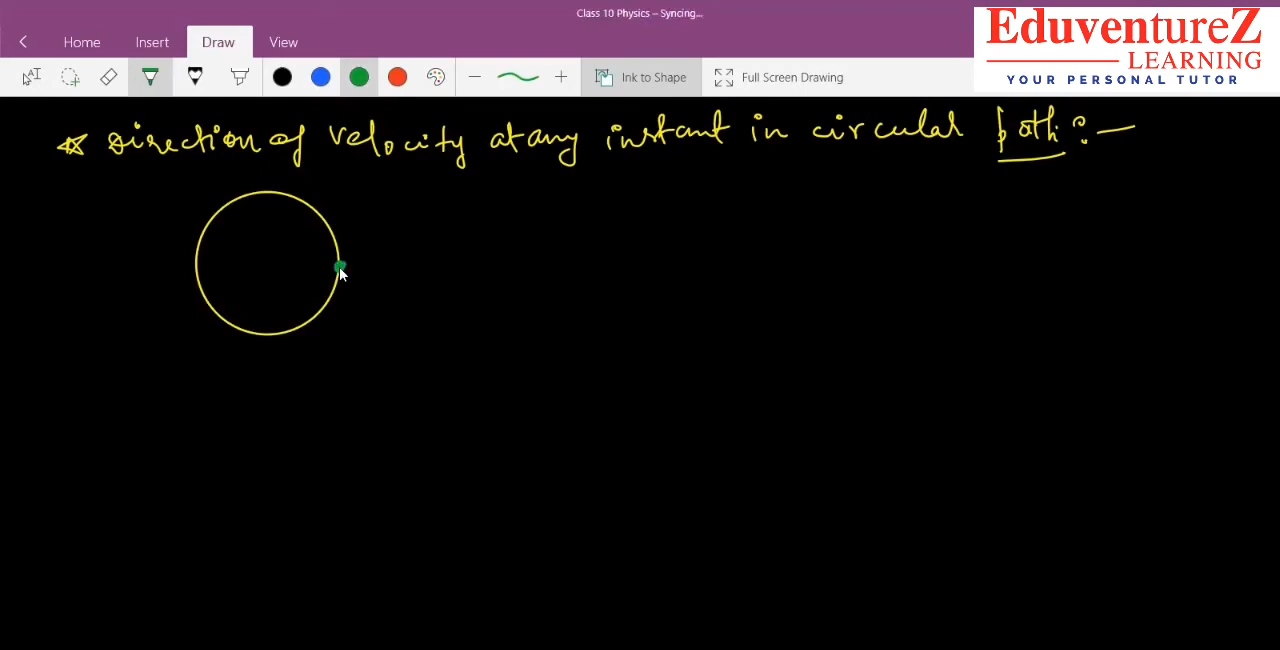 Class 10 Physics – Syncing...
EduventureZ
LEARNING
YOUR PERSONAL TUTOR
Home Insert Draw View
Ink to Shape Full Screen Drawing
* Direction of velocity at any instant in circular path :—